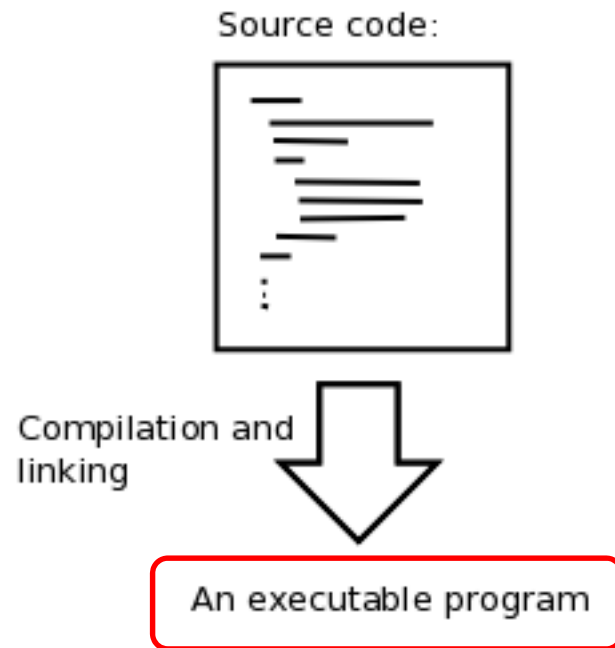 Source code:
Compilation and
linking
An executable program